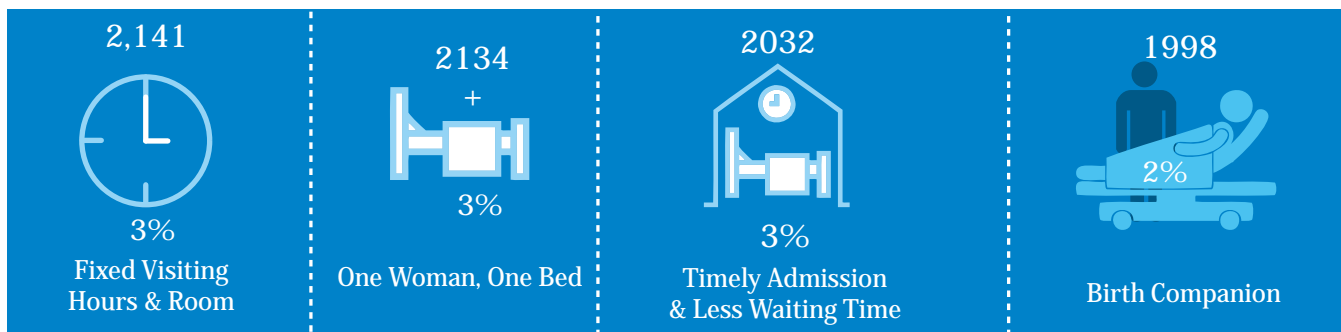 2,141
3%
Fixed Visiting
Hours & Room
2134
+
3%
One Woman, One Bed
2032
3%
Timely Admission
& Less Waiting Time
1998
2%
Birth Companion